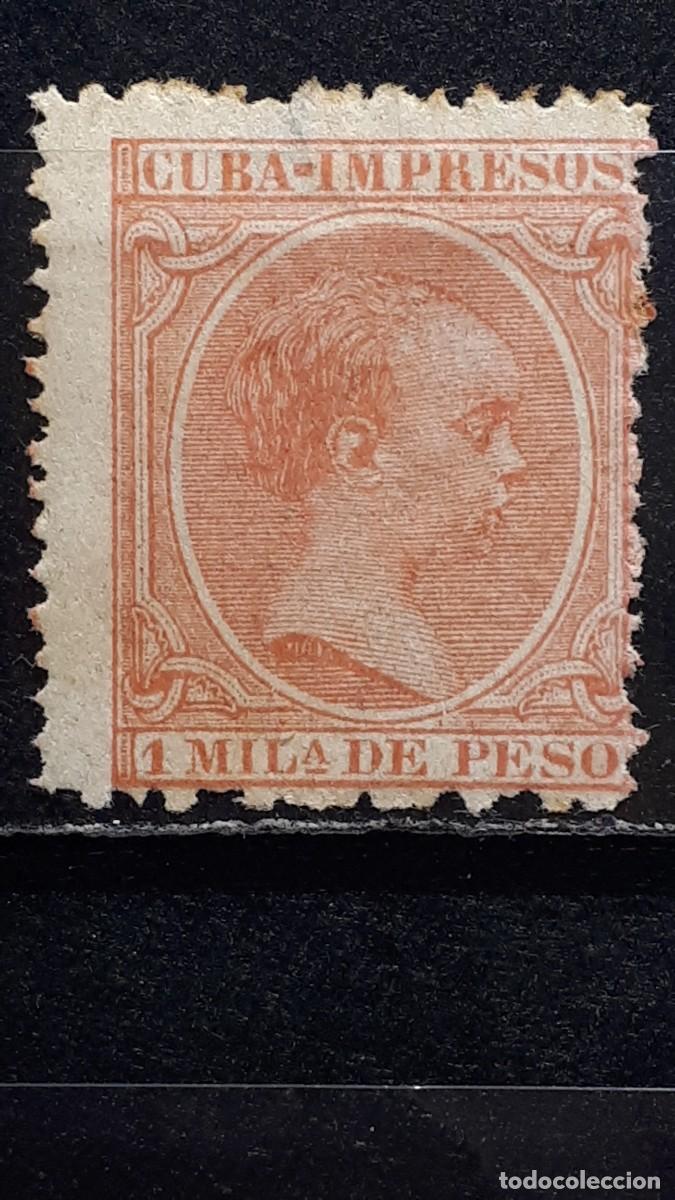 CUBA-IMPRESOS
1 MILA DE PESO
todocoleccion